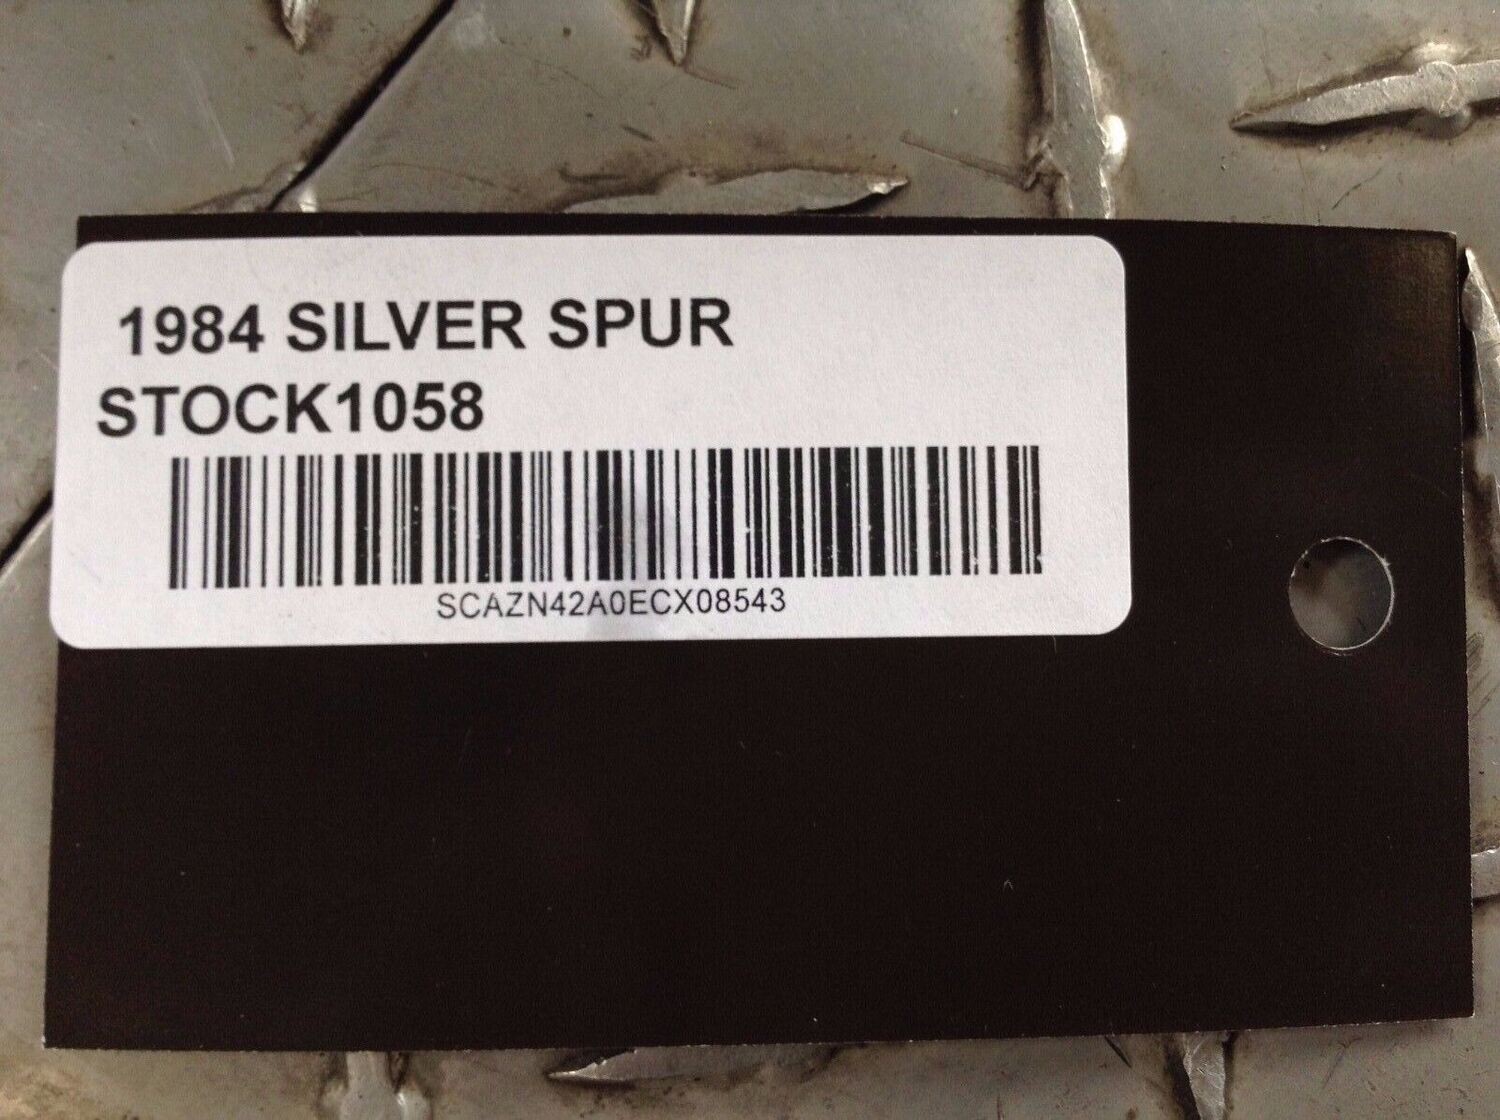 1984 SILVER SPUR
STOCK1058
SCAZN42A0ECX08543